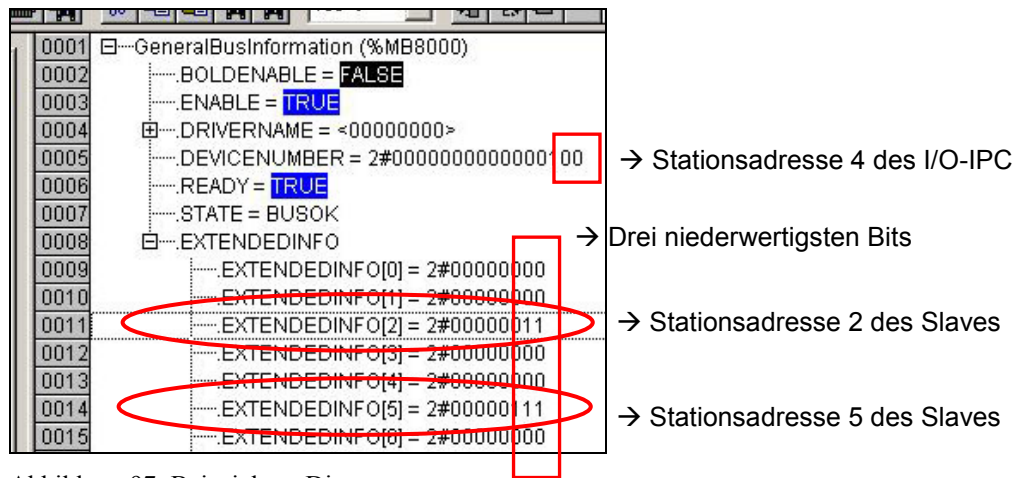 0001 GeneralBusInformation (%MB8000)
0002 .BOLDENABLE = FALSE
0003 .ENABLE = TRUE
0004 .DRIVERNAME = <00000000>
0005 .DEVICENUMBER = 2#0000000000000100 → Stationsadresse 4 des I/O-IPC
0006 .READY = TRUE
0007 .STATE = BUSOK
0008 .EXTENDEDINFO → Drei niederwertigsten Bits
0009 .EXTENDEDINFO[0] = 2#00000000
0010 .EXTENDEDINFO[1] = 2#00000000
0011 .EXTENDEDINFO[2] = 2#00000011 → Stationsadresse 2 des Slaves
0012 .EXTENDEDINFO[3] = 2#00000000
0013 .EXTENDEDINFO[4] = 2#00000000
0014 .EXTENDEDINFO[5] = 2#00000111 → Stationsadresse 5 des Slaves
0015 .EXTENDEDINFO[6] = 2#00000000